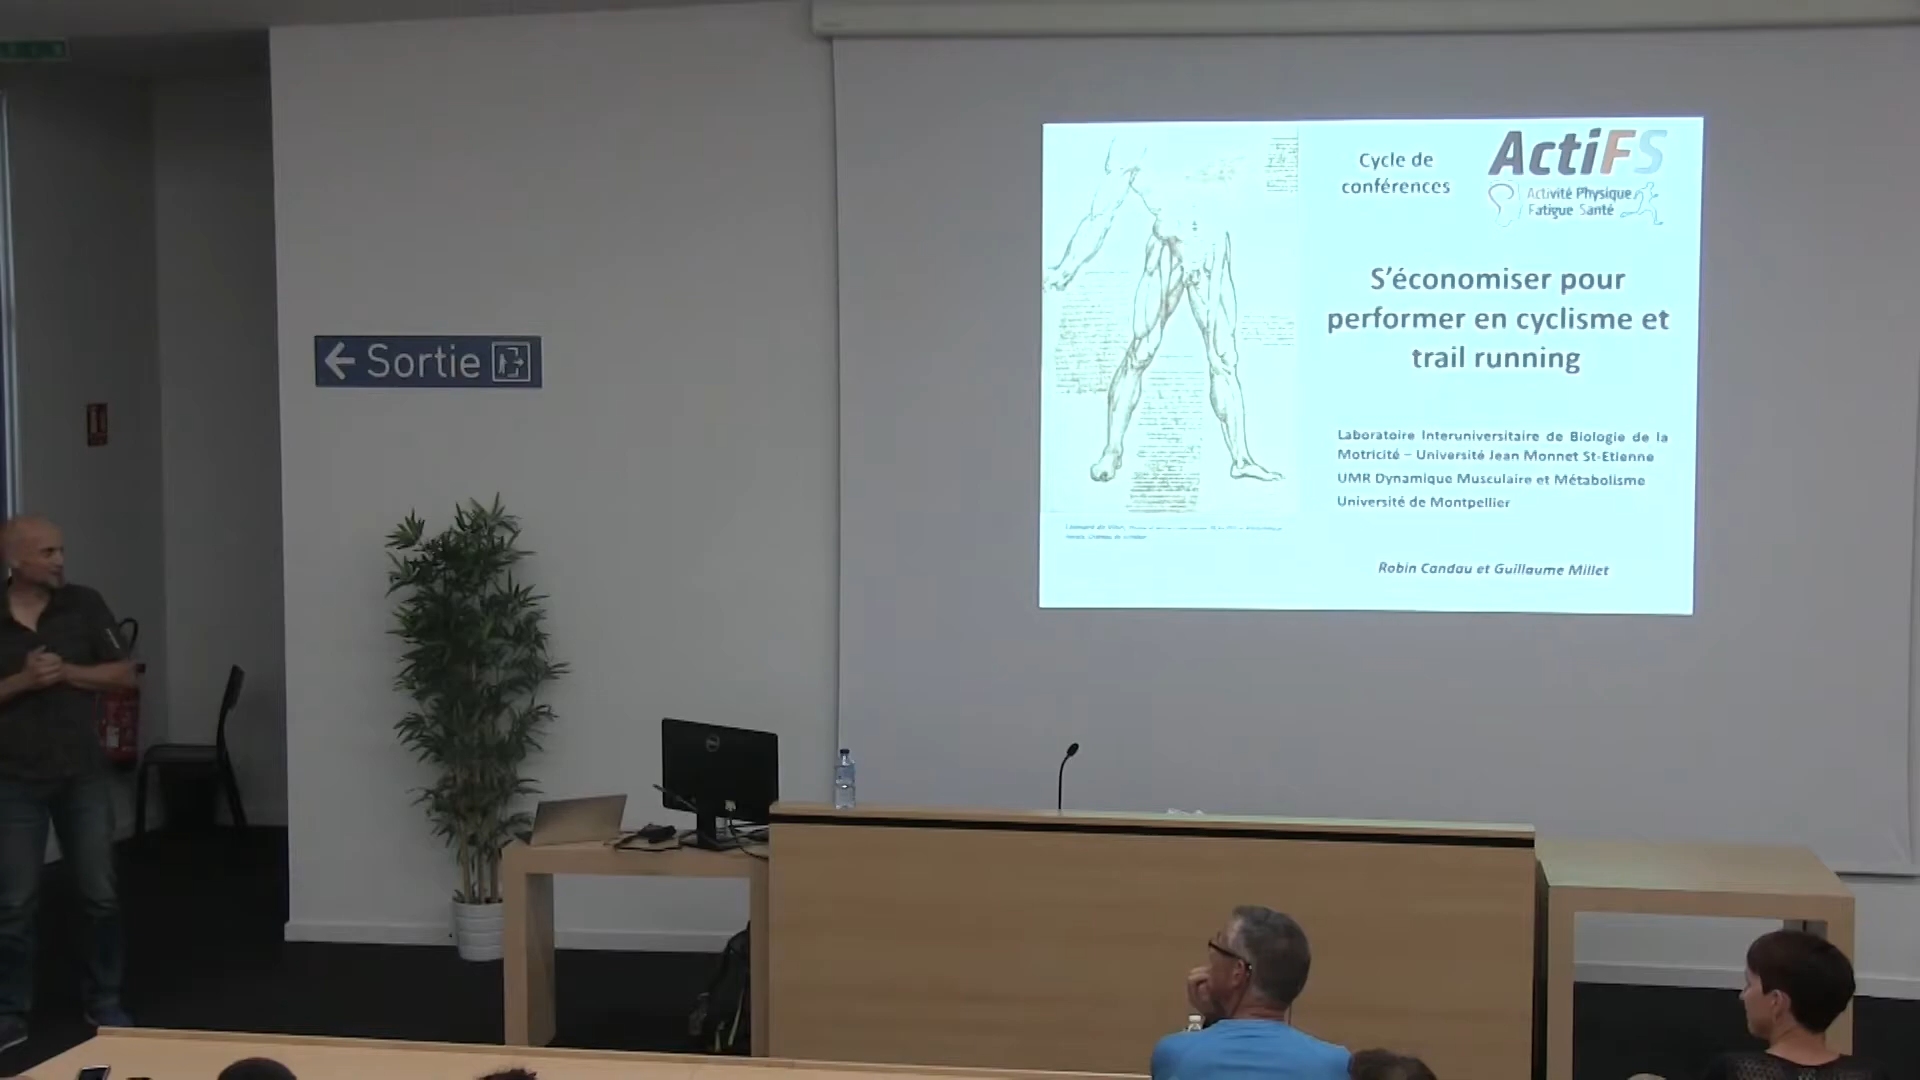 Sortie
Cycle de
conférences
ActiFS
Activité Physique
Fatigue Santé
S'économiser pour
performer en cyclisme et
trail running
Laboratoire Interuniversitaire de Biologie de la
Motricité – Université Jean Monnet St-Etienne
UMR Dynamique Musculaire et Métabolisme
Université de Montpellier
Robin Candau et Guillaume Millet
DELL